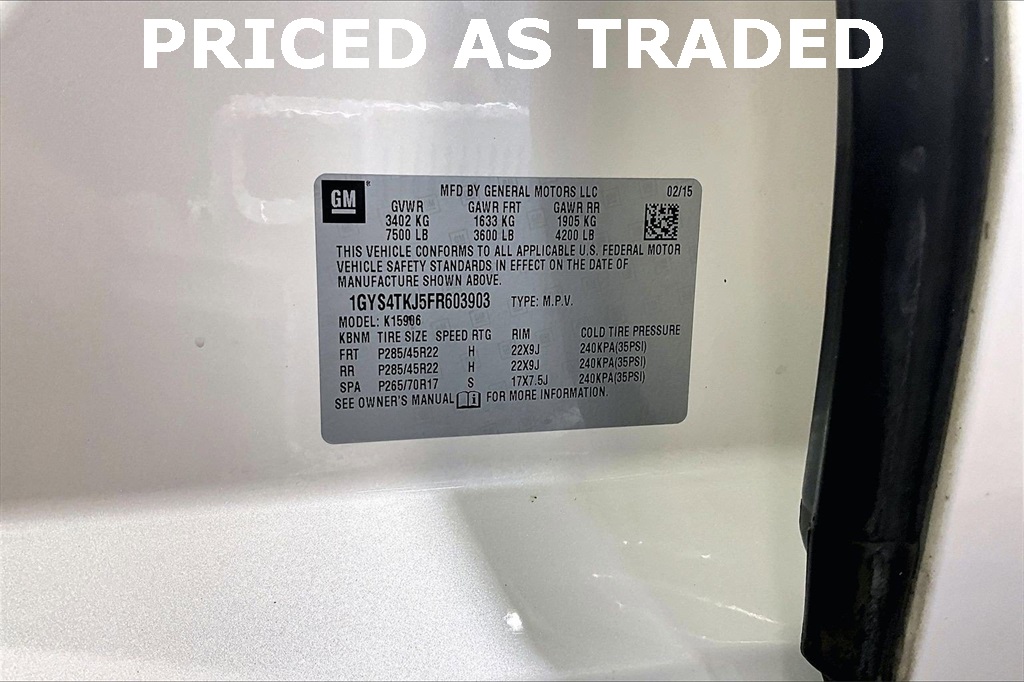 PRICED AS TRADED
GM ® MFD BY GENERAL MOTORS LLC 02/15
GVWR GAWR FRT GAWR RR
3402 KG 1633 KG 1905 KG
7500 LB 3600 LB 4200 LB
THIS VEHICLE CONFORMS TO ALL APPLICABLE U.S. FEDERAL MOTOR
VEHICLE SAFETY STANDARDS IN EFFECT ON THE DATE OF
MANUFACTURE SHOWN ABOVE.
1GYS4TKJ5FR603903 TYPE: M.P.V.
MODEL: K15906
KBNM TIRE SIZE SPEED RTG RIM COLD TIRE PRESSURE
FRT P285/45R22 H 22X9J 240KPA(35PSI)
RR P285/45R22 H 22X9J 240KPA(35PSI)
SPA P265/70R17 S 17X7.5J 240KPA(35PSI)
SEE OWNER'S MANUAL FOR MORE INFORMATION.